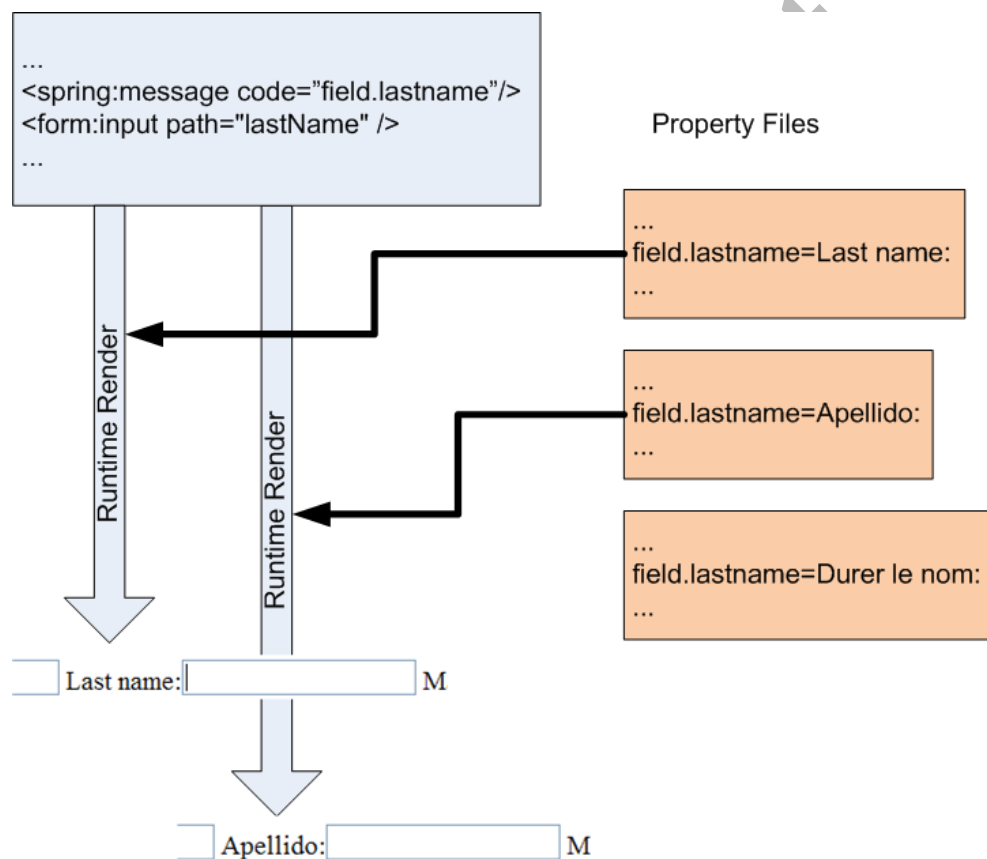 ...
<spring:message code=”field.lastname”/>
<form:input path="lastName" />
...
Property Files
...
field.lastname=Last name:
...
...
field.lastname=Apellido:
...
...
field.lastname=Durer le nom:
...
Runtime Render
Runtime Render
Last name: M
Apellido: M